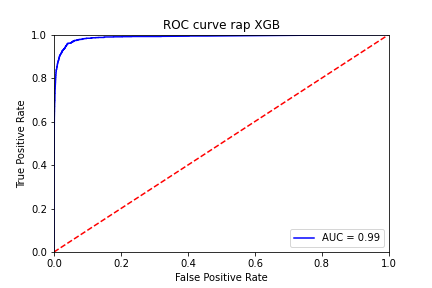 ROC curve rap XGB
1.0
0.8
0.6
0.4
0.2
0.0
True Positive Rate
AUC = 0.99
0.0 0.2 0.4 0.6 0.8 1.0
False Positive Rate